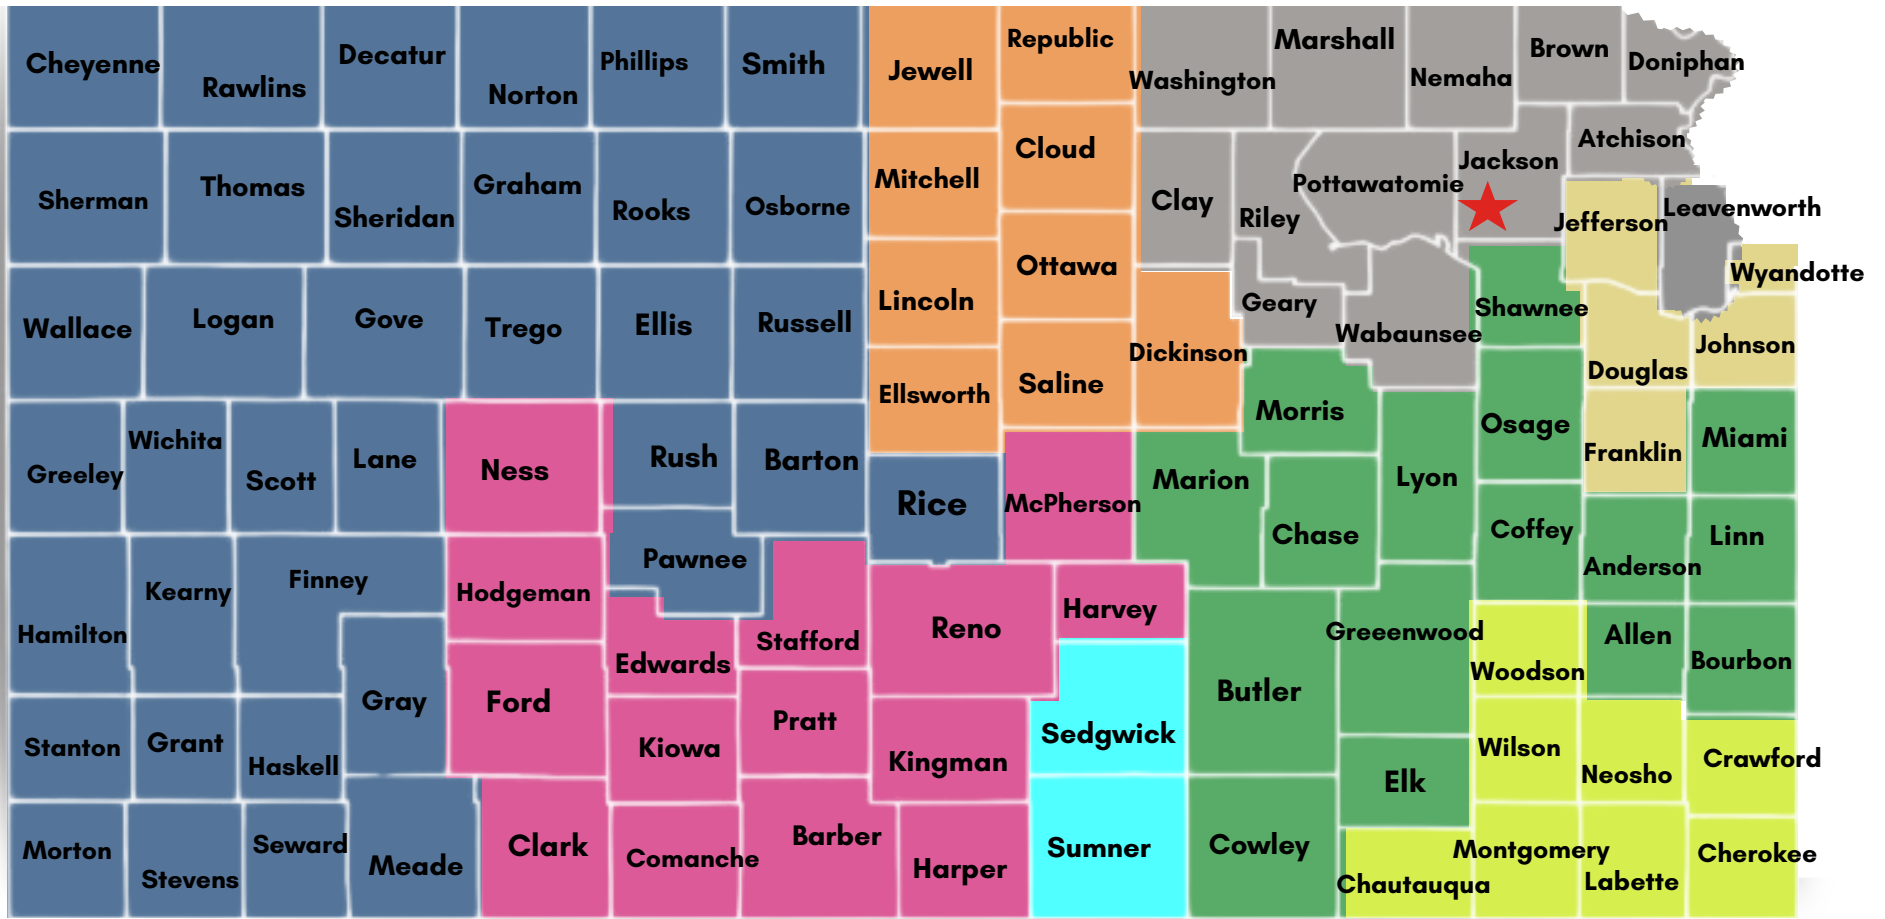 Cheyenne
Rawlins
Decatur
Norton
Phillips
Smith
Jewell
Republic
Washington
Marshall
Nemaha
Brown
Doniphan
Sherman
Thomas
Sheridan
Graham
Rooks
Osborne
Mitchell
Cloud
Clay
Riley
Pottawatomie
Jackson
Atchison
Jefferson
Leavenworth
Wyandotte
Wallace
Logan
Gove
Trego
Ellis
Russell
Lincoln
Ottawa
Ellsworth
Saline
Dickinson
Geary
Wabaunsee
Shawnee
Douglas
Johnson
Greeley
Wichita
Scott
Lane
Ness
Rush
Barton
Rice
McPherson
Marion
Morris
Chase
Lyon
Osage
Franklin
Miami
Hamilton
Kearny
Finney
Hodgeman
Pawnee
Edwards
Stafford
Reno
Harvey
Coffey
Anderson
Linn
Gray
Ford
Kiowa
Pratt
Kingman
Sedgwick
Butler
Greeenwood
Woodson
Allen
Bourbon
Stanton
Grant
Haskell
Elk
Wilson
Neosho
Crawford
Morton
Stevens
Seward
Meade
Clark
Comanche
Barber
Harper
Sumner
Cowley
Chautauqua
Montgomery
Labette
Cherokee